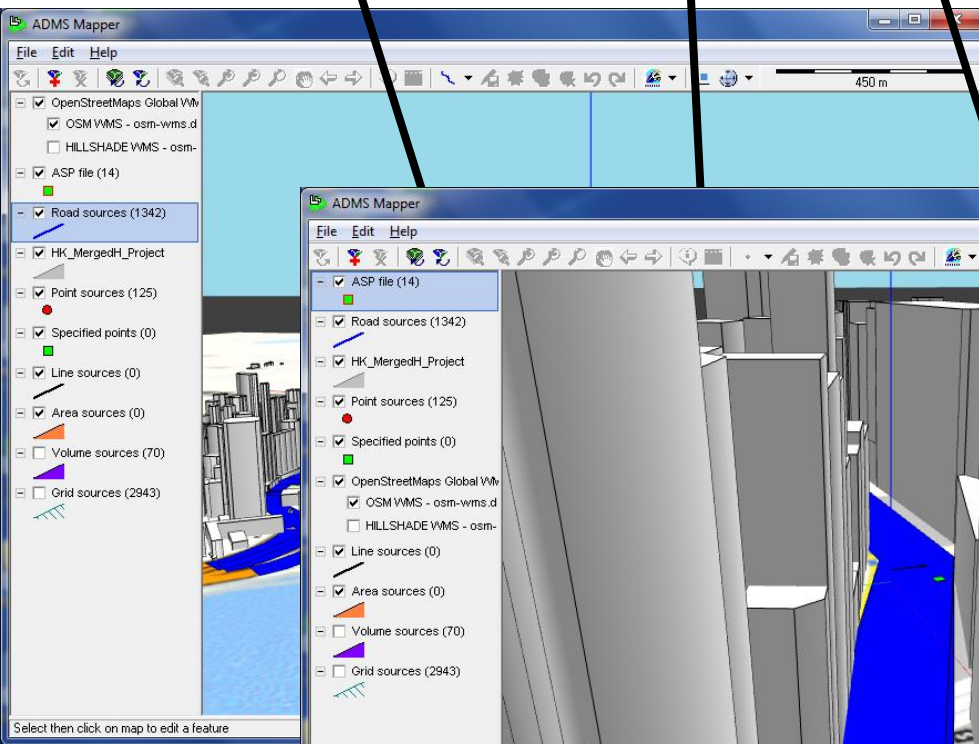 ADMS Mapper
File Edit Help
450 m
OpenStreetMaps Global WM
OSM WMS - osm-wms.d
HILLSHADE WMS - osm-
ASP file (14)
Road sources (1342)
HK_MergedH_Project
Point sources (125)
Specified points (0)
Line sources (0)
Area sources (0)
Volume sources (70)
Grid sources (2943)
Select then click on map to edit a feature
ADMS Mapper
File Edit Help
ASP file (14)
Road sources (1342)
HK_MergedH_Project
Point sources (125)
Specified points (0)
OpenStreetMaps Global WM
OSM WMS - osm-wms.d
HILLSHADE WMS - osm-
Line sources (0)
Area sources (0)
Volume sources (70)
Grid sources (2943)